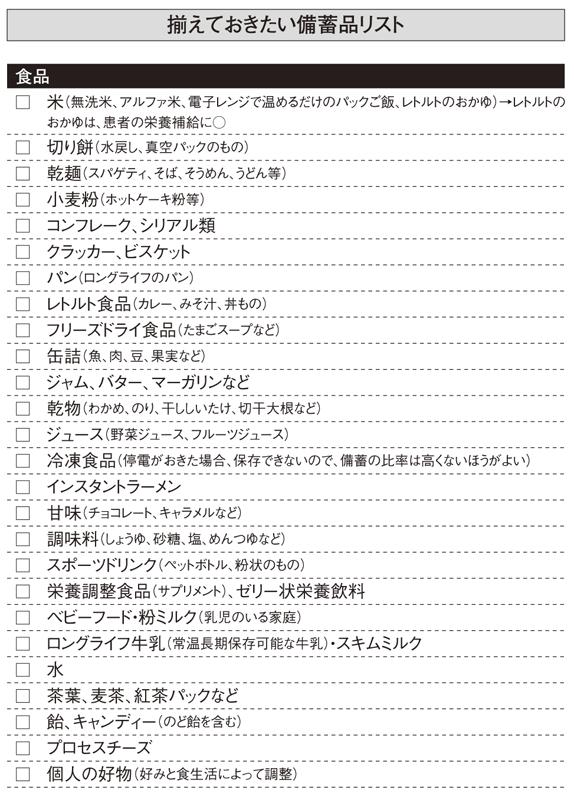 揃えておきたい備蓄品リスト
食品
□ 米(無洗米、アルファ米、電子レンジで温めるだけのパックご飯、レトルトのおかゆ)→レトルトの
おかゆは、患者の栄養補給に○
□ 切り餅(水戻し、真空パックのもの)
□ 乾麺(スパゲティ、そば、そうめん、うどん等)
□ 小麦粉(ホットケーキ粉等)
□ コンフレーク、シリアル類
□ クラッカー、ビスケット
□ パン(ロングライフのパン)
□ レトルト食品(カレー、みそ汁、丼もの)
□ フリーズドライ食品(たまごスープなど)
□ 缶詰(魚、肉、豆、果実など)
□ ジャム、バター、マーガリンなど
□ 乾物(わかめ、のり、干ししいたけ、切干大根など)
□ ジュース(野菜ジュース、フルーツジュース)
□ 冷凍食品(停電がおきた場合、保存できないので、備蓄の比率は高くないほうがよい)
□ インスタントラーメン
□ 甘味(チョコレート、キャラメルなど)
□ 調味料(しょうゆ、砂糖、塩、めんつゆなど)
□ スポーツドリンク(ペットボトル、粉状のもの)
□ 栄養調整食品(サプリメント)、ゼリー状栄養飲料
□ ベビーフード・粉ミルク(乳児のいる家庭)
□ ロングライフ牛乳(常温長期保存可能な牛乳)・スキムミルク
□ 水
□ 茶葉、麦茶、紅茶パックなど
□ 飴、キャンディー(のど飴を含む)
□ プロセスチーズ
□ 個人の好物(好みと食生活によって調整)